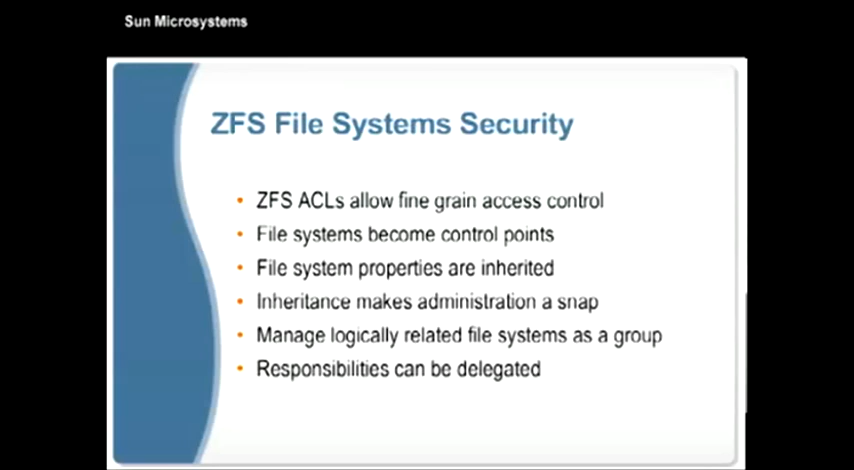 Sun Microsystems
ZFS File Systems Security
• ZFS ACLs allow fine grain access control
• File systems become control points
• File system properties are inherited
• Inheritance makes administration a snap
• Manage logically related file systems as a group
• Responsibilities can be delegated